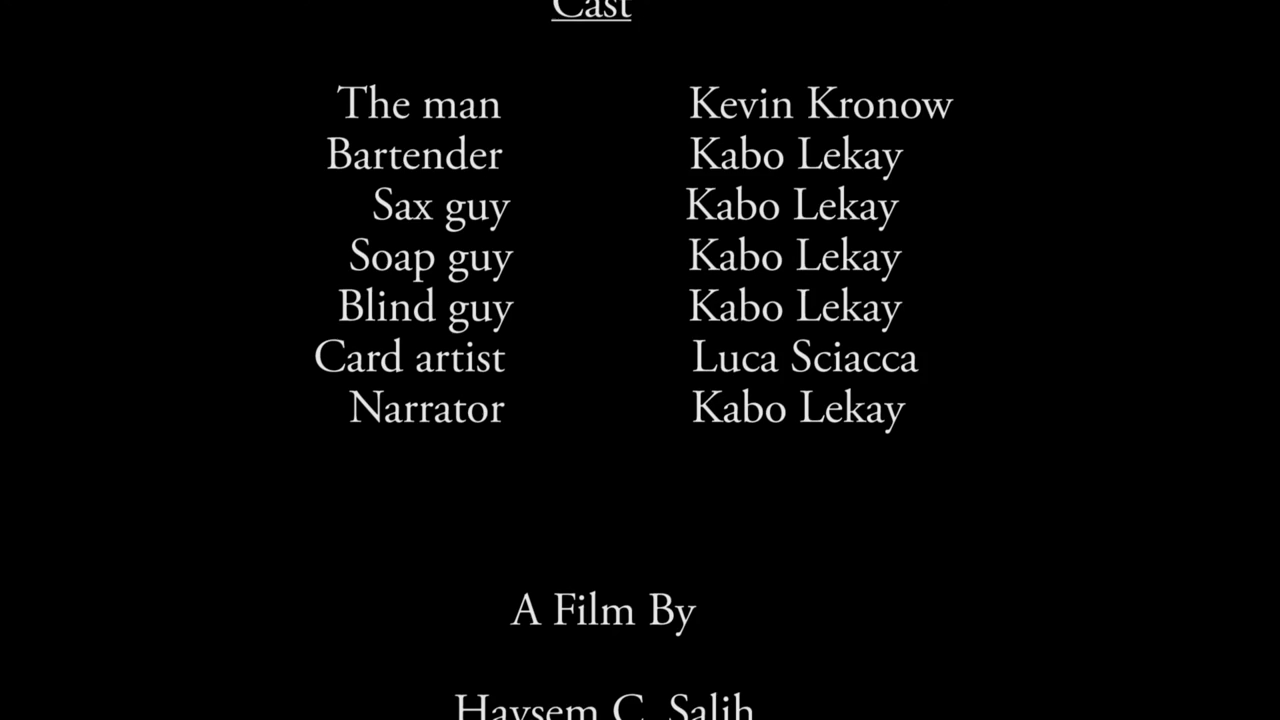 Cast
The man Kevin Kronow
Bartender Kabo Lekay
Sax guy Kabo Lekay
Soap guy Kabo Lekay
Blind guy Kabo Lekay
Card artist Luca Sciacca
Narrator Kabo Lekay
A Film By
Haysem C. Salih